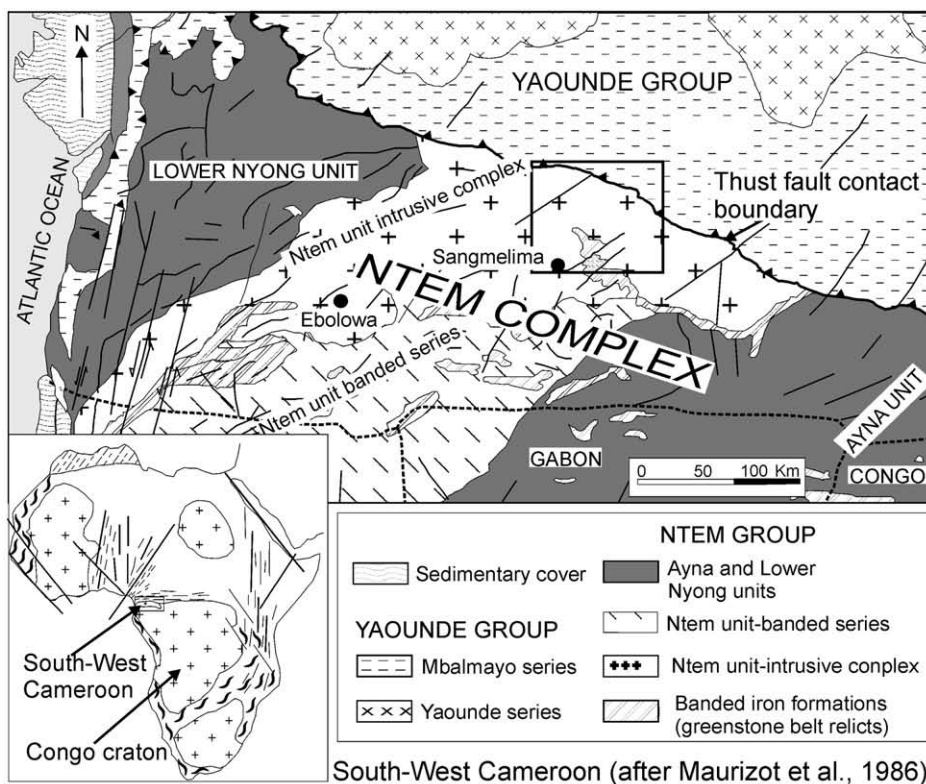 N
YAOUNDE GROUP
LOWER NYONG UNIT
ATLANTIC OCEAN
Ntem unit intrusive complex
Thust fault contact
boundary
Sangmelima
NTEM COMPLEX
Ebolowa
Ntem unit banded series
AYNA UNIT
GABON
0 50 100 Km
CONGO
South-West
Cameroon
Congo craton
NTEM GROUP
Sedimentary cover
Ayna and Lower
Nyong units
YAOUNDE GROUP
Ntem unit-banded series
Mbalmayo series
Ntem unit-intrusive conplex
Yaounde series
Banded iron formations
(greenstone belt relicts)
South-West Cameroon (after Maurizot et al., 1986)